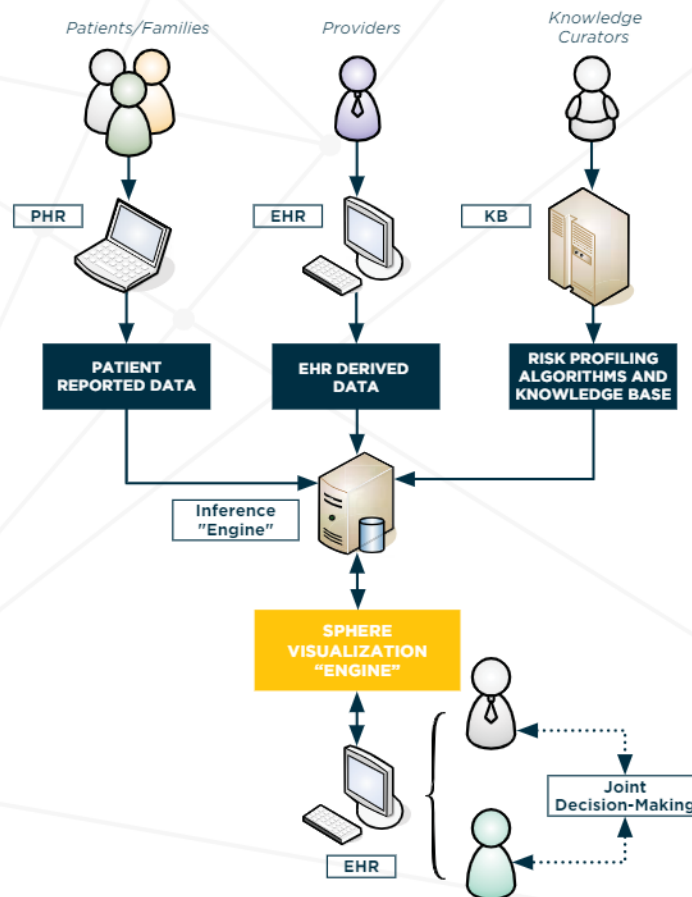 Patients/Families
Providers
Knowledge
Curators
PHR
EHR
KB
PATIENT
REPORTED DATA
EHR DERIVED
DATA
RISK PROFILING
ALGORITHMS AND
KNOWLEDGE BASE
Inference
"Engine"
SPHERE
VISUALIZATION
“ENGINE”
Joint
Decision-Making
EHR